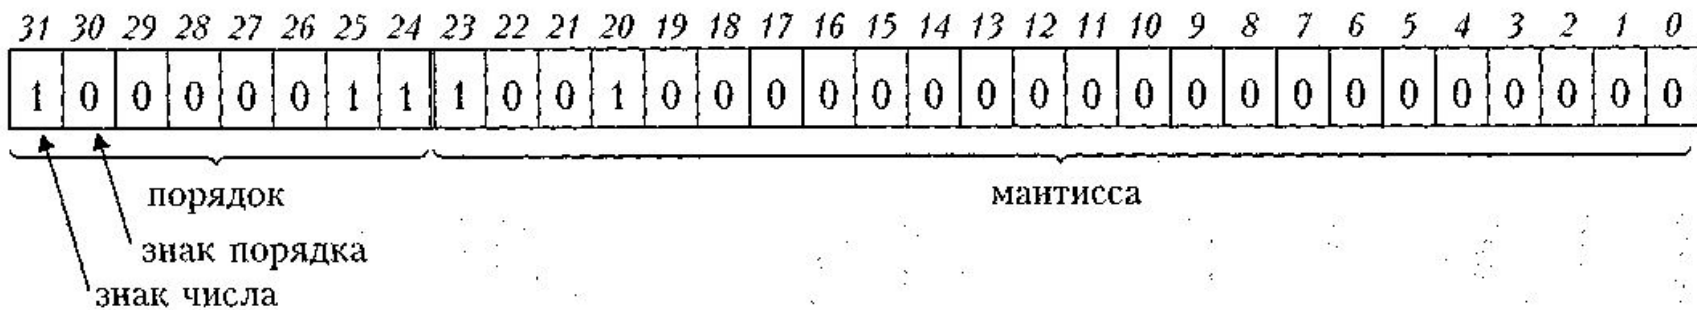 31 30 29 28 27 26 25 24 23 22 21 20 19 18 17 16 15 14 13 12 11 10 9 8 7 6 5 4 3 2 1 0
1 0 0 0 0 0 1 1 1 0 0 1 0 0 0 0 0 0 0 0 0 0 0 0 0 0 0 0 0 0 0 0
порядок мантисса
знак порядка
знак числа